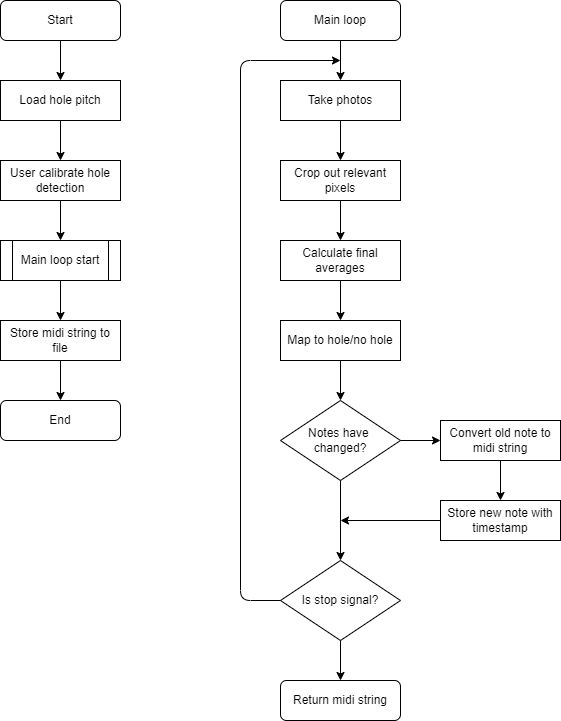 Start
Load hole pitch
User calibrate hole
detection
Main loop start
Store midi string to
file
End
Main loop
Take photos
Crop out relevant
pixels
Calculate final
averages
Map to hole/no hole
Notes have
changed?
Convert old note to
midi string
Store new note with
timestamp
Is stop signal?
Return midi string